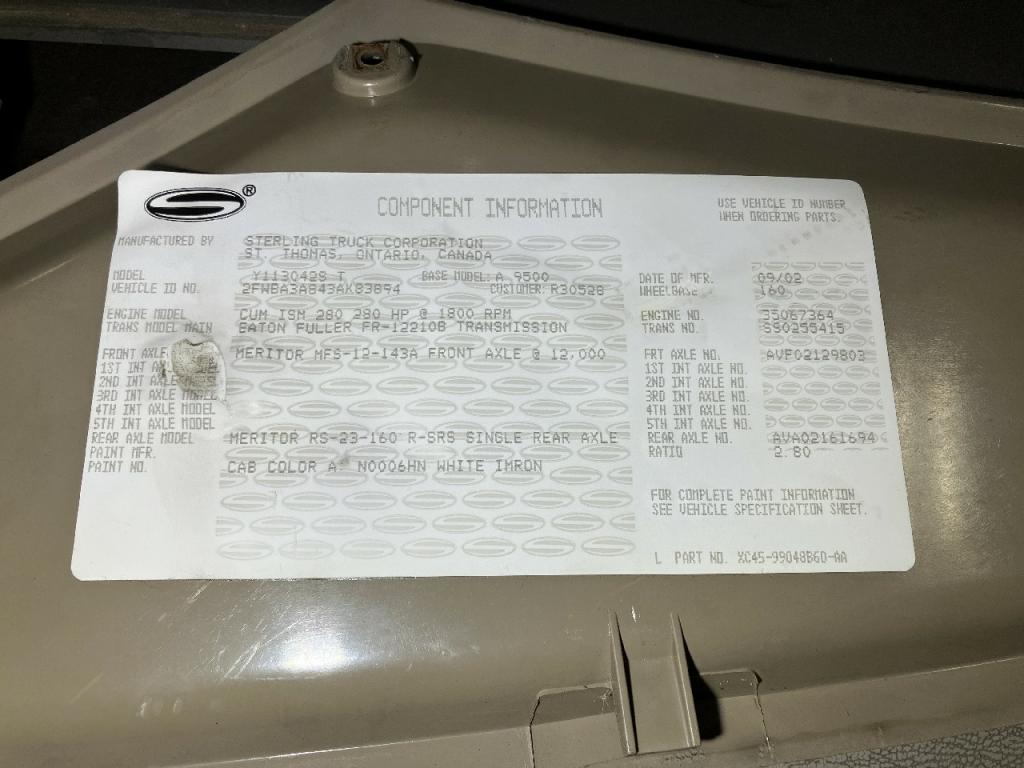 ®
COMPONENT INFORMATION
USE VEHICLE ID NUMBER
WHEN ORDERING PARTS.
MANUFACTURED BY STERLING TRUCK CORPORATION
ST. THOMAS, ONTARIO, CANADA
MODEL Y113042S T BASE MODEL: A 9500 DATE OF MFR. 09/02
VEHICLE ID NO. 2FWBA3A843AK83894 CUSTOMER: R30528 WHEELBASE 160
ENGINE MODEL CUM ISM 280 280 HP @ 1800 RPM ENGINE NO. 35067364
TRANS MODEL MAIN EATON FULLER FR-12210B TRANSMISSION TRANS NO. S90255415
FRONT AXLE MERITOR MFS-12-143A FRONT AXLE @ 12,000 FRT AXLE NO. AVF02129803
1ST INT AXLE 1ST INT AXLE NO.
2ND INT AXLE 2ND INT AXLE NO.
3RD INT AXLE MODEL 3RD INT AXLE NO.
4TH INT AXLE MODEL 4TH INT AXLE NO.
5TH INT AXLE MODEL 5TH INT AXLE NO.
REAR AXLE MODEL MERITOR RS-23-160 R-SRS SINGLE REAR AXLE REAR AXLE NO. AVA02161694
PAINT MFR. RATIO 2.80
PAINT NO. CAB COLOR A: N0006HN WHITE IMRON
FOR COMPLETE PAINT INFORMATION
SEE VEHICLE SPECIFICATION SHEET.
L PART NO. XC45-99048B60-AA